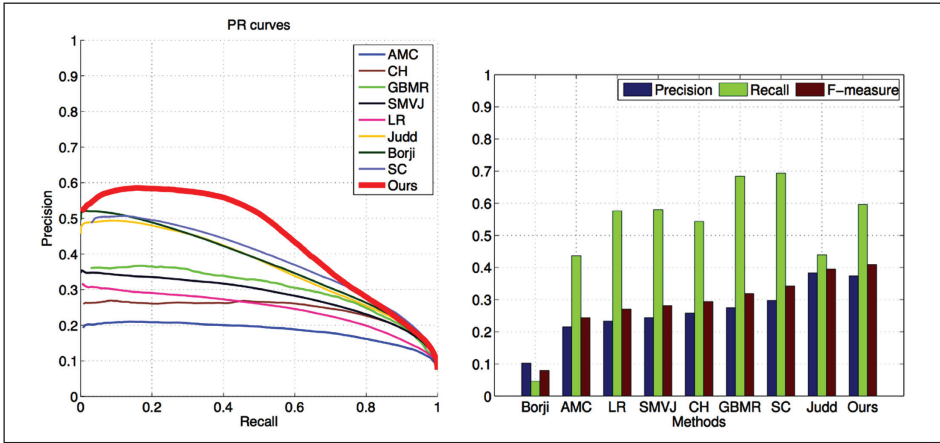 PR curves
1
0.9
0.8
0.7
0.6
0.5
0.4
0.3
0.2
0.1
0
0.2
0.4
0.6
0.8
1
Precision
Recall
AMC
CH
GBMR
SMVJ
LR
Judd
Borji
SC
Ours
1
0.9
0.8
0.7
0.6
0.5
0.4
0.3
0.2
0.1
0
Precision Recall F-measure
Borji AMC LR SMVJ CH GBMR SC Judd Ours
Methods